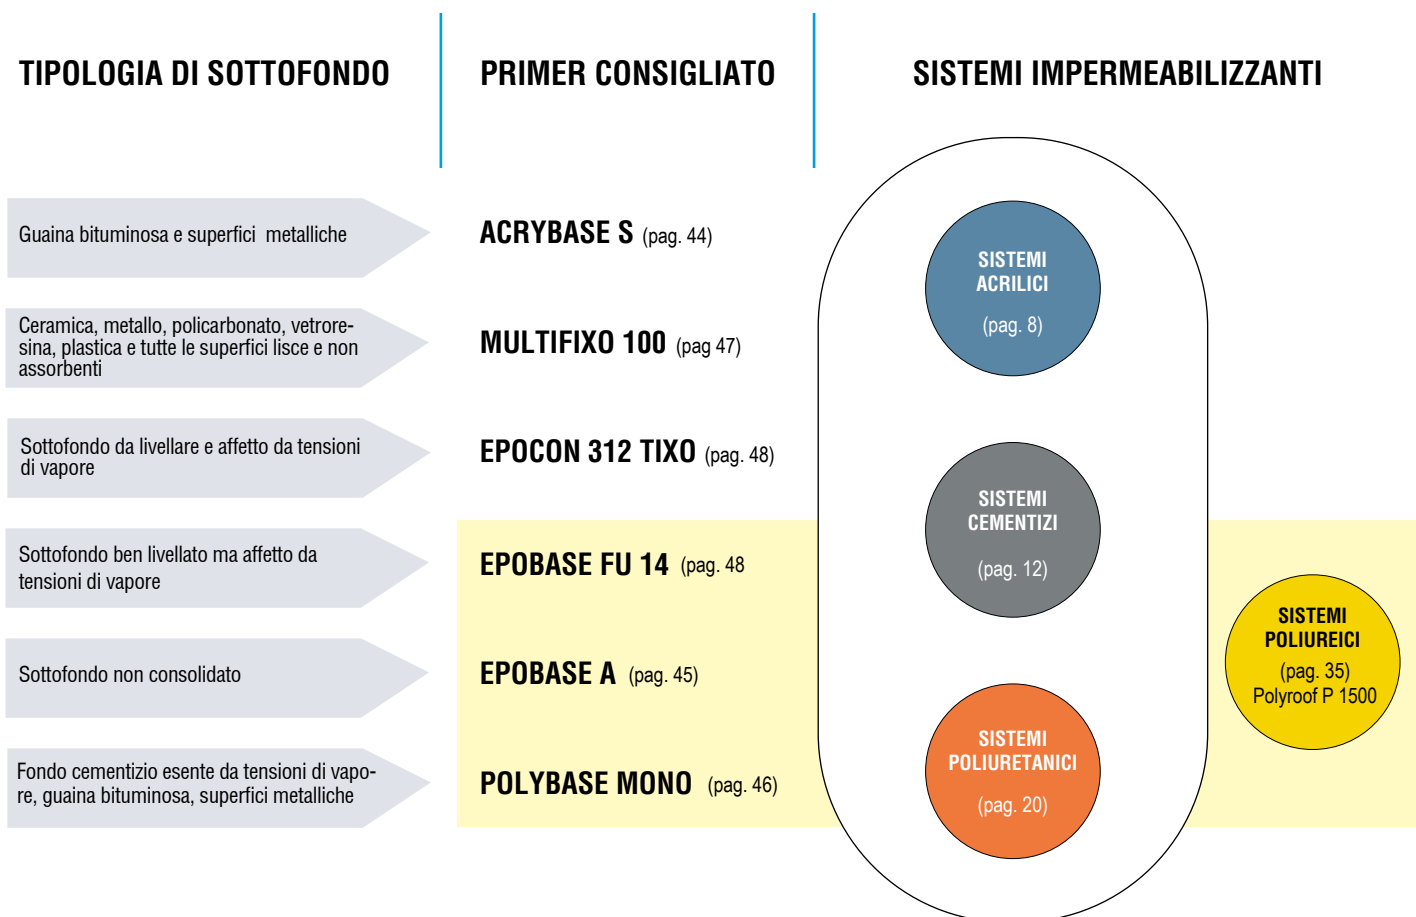 TIPOLOGIA DI SOTTOFONDO
PRIMER CONSIGLIATO
SISTEMI IMPERMEABILIZZANTI
Guaina bituminosa e superfici metalliche
ACRYBASE S (pag. 44)
Ceramica, metallo, policarbonato, vetrore-
sina, plastica e tutte le superfici lisce e non
assorbenti
MULTIFIXO 100 (pag 47)
Sottofondo da livellare e affetto da tensioni
di vapore
EPOCON 312 TIXO (pag. 48)
Sottofondo ben livellato ma affetto da
tensioni di vapore
EPOBASE FU 14 (pag. 48
Sottofondo non consolidato
EPOBASE A (pag. 45)
Fondo cementizio esente da tensioni di vapo-
re, guaina bituminosa, superfici metalliche
POLYBASE MONO (pag. 46)
SISTEMI
ACRILICI
(pag. 8)
SISTEMI
CEMENTIZI
(pag. 12)
SISTEMI
POLIURETANICI
(pag. 20)
SISTEMI
POLIUREICI
(pag. 35)
Polyroof P 1500